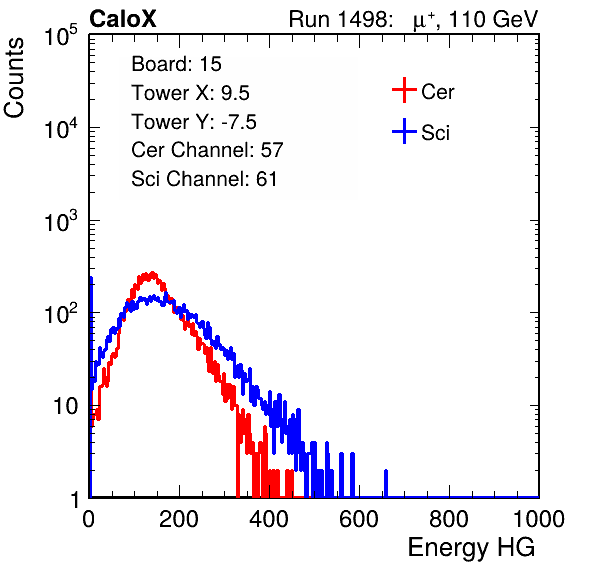 CaloX Run 1498: μ⁺, 110 GeV
Board: 15
Tower X: 9.5
Tower Y: -7.5
Cer Channel: 57
Sci Channel: 61
Cer
Sci
Counts
10⁵
10⁴
10³
10²
10
1
0 200 400 600 800 1000
Energy HG